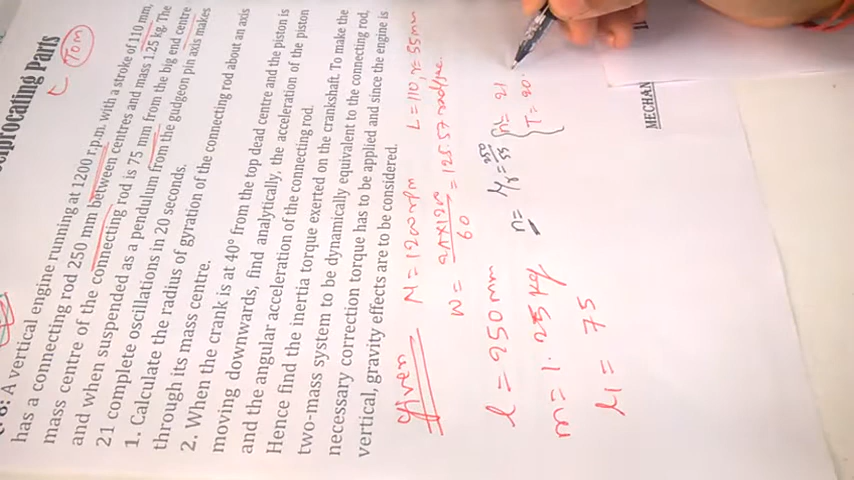 ciprocating Parts
TOM
6: A vertical engine running at 1200 r.p.m. with a stroke of 110 mm,
has a connecting rod 250 mm between centres and mass 1.25 kg. The
mass centre of the connecting rod is 75 mm from the big end centre
and when suspended as a pendulum from the gudgeon pin axis makes
21 complete oscillations in 20 seconds.
1. Calculate the radius of gyration of the connecting rod about an axis
through its mass centre.
2. When the crank is at 40° from the top dead centre and the piston is
moving downwards, find analytically, the acceleration of the piston
and the angular acceleration of the connecting rod.
Hence find the inertia torque exerted on the crankshaft. To make the
two-mass system to be dynamically equivalent to the connecting rod,
necessary correction torque has to be applied and since the engine is
vertical, gravity effects are to be considered.
Given N = 1200 rpm L = 110, r = 55mm
W = = 125.57 rad/sec
60
l = 250 mm n = l/r = 250/55 { n = 21
T = 20.
m = 1.25 kg
l1 = 75
MECHAN